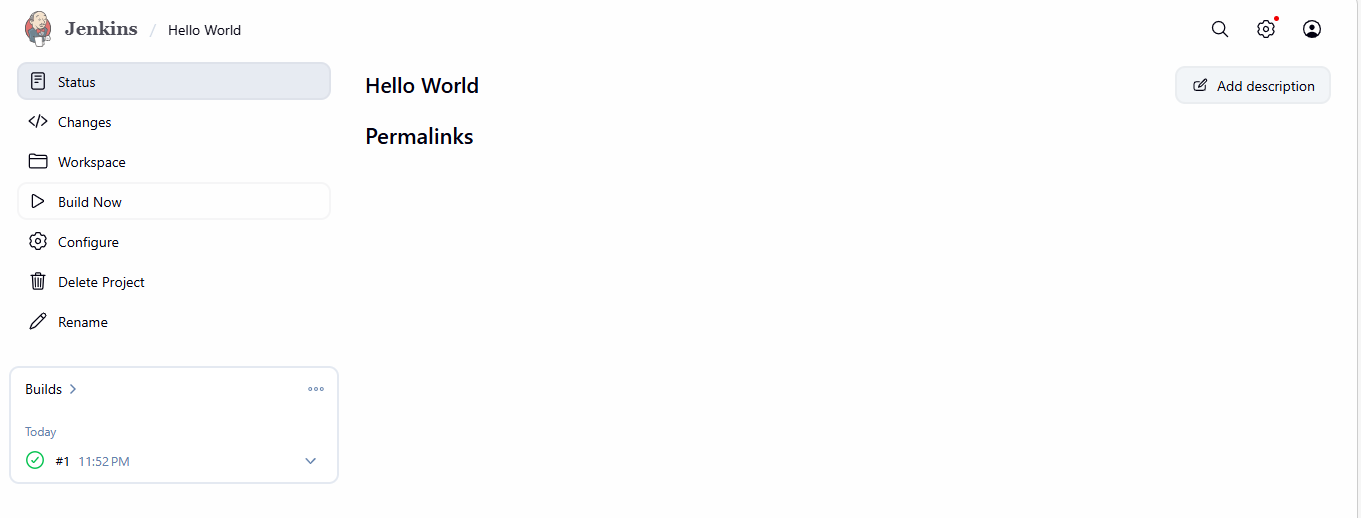 Jenkins / Hello World
Status
Changes
Workspace
Build Now
Configure
Delete Project
Rename
Builds
Today
#1 11:52 PM
Hello World
Add description
Permalinks